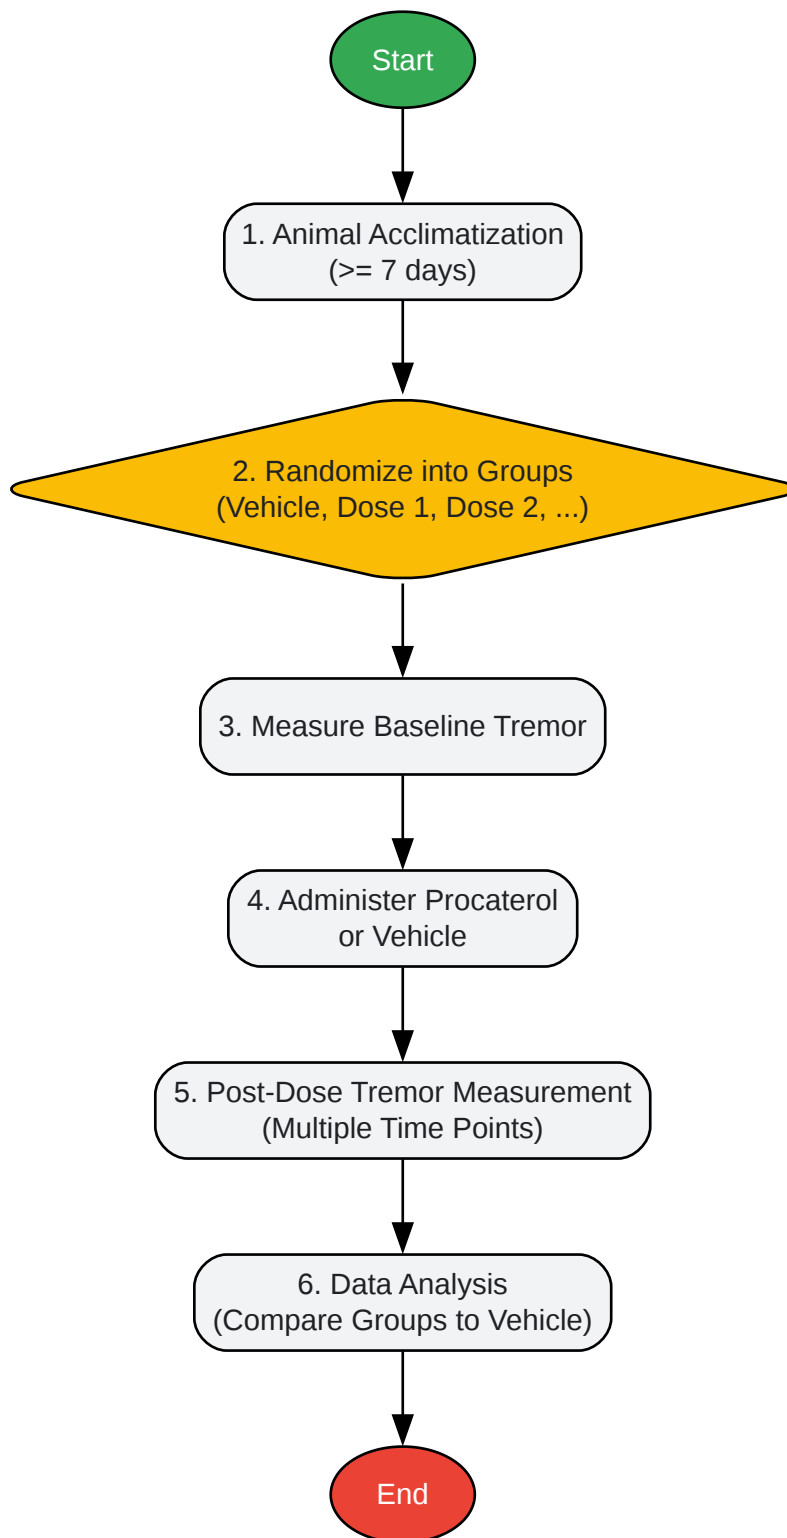 Start
1. Animal Acclimatization
(>= 7 days)
2. Randomize into Groups
(Vehicle, Dose 1, Dose 2, ...)
3. Measure Baseline Tremor
4. Administer Procaterol
or Vehicle
5. Post-Dose Tremor Measurement
(Multiple Time Points)
6. Data Analysis
(Compare Groups to Vehicle)
End